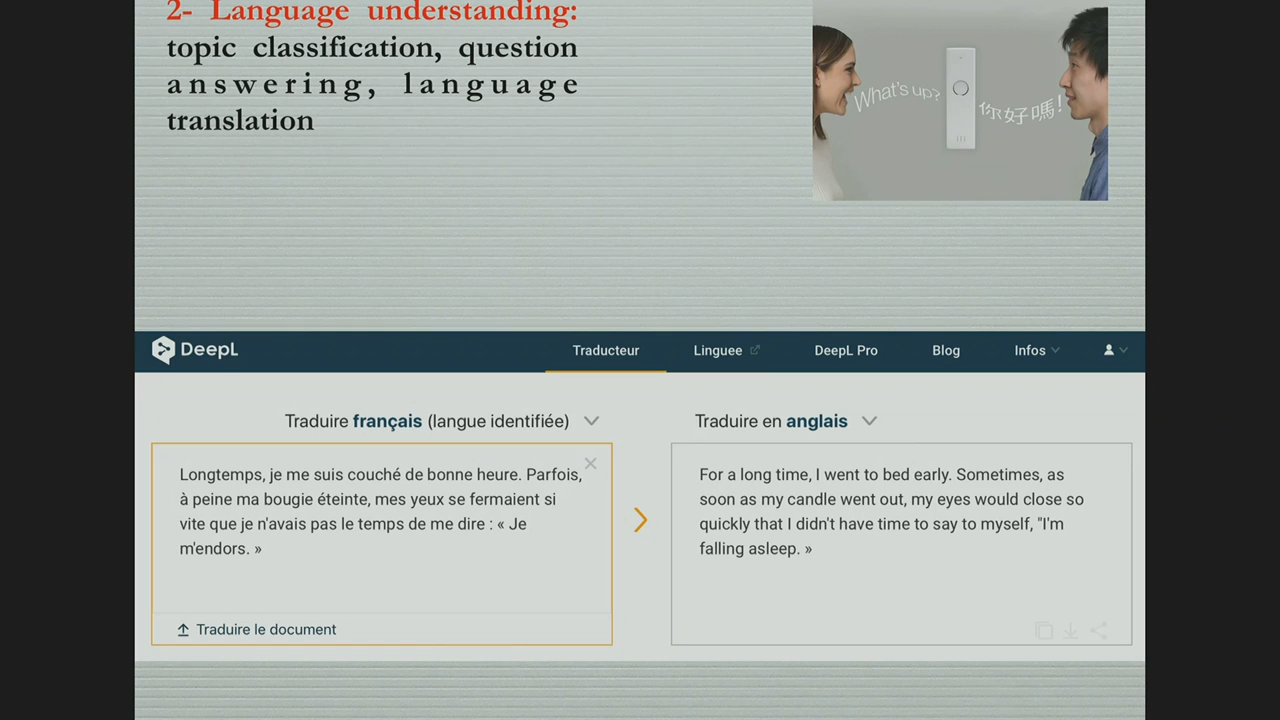 2- Language understanding:
topic classification, question
answering, language
translation
What's up?
你好嗎!
DeepL
Traducteur
Linguee
DeepL Pro
Blog
Infos
Traduire français (langue identifiée)
Traduire en anglais
Longtemps, je me suis couché de bonne heure. Parfois,
à peine ma bougie éteinte, mes yeux se fermaient si
vite que je n'avais pas le temps de me dire : « Je
m'endors. »
Traduire le document
For a long time, I went to bed early. Sometimes, as
soon as my candle went out, my eyes would close so
quickly that I didn't have time to say to myself, "I'm
falling asleep. »